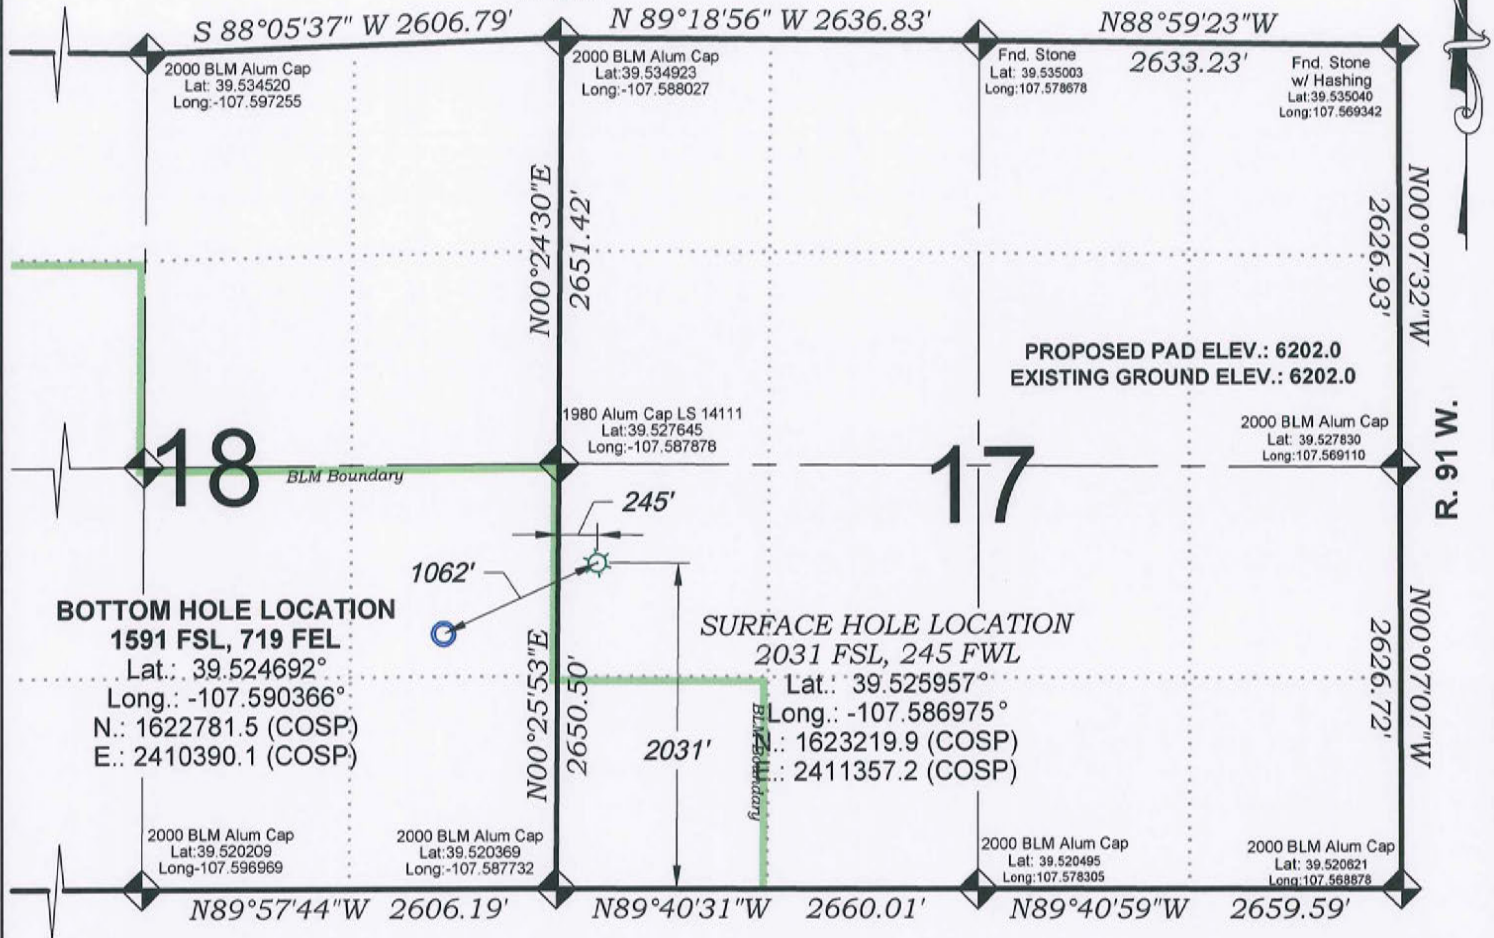 S 88°05'37" W 2606.79'
N 89°18'56" W 2636.83'
N88°59'23"W
2633.23'
2000 BLM Alum Cap
Lat: 39.534520
Long:-107.597255
2000 BLM Alum Cap
Lat:39.534923
Long:-107.588027
Fnd. Stone
Lat: 39.535003
Long:107.578678
Fnd. Stone
w/ Hashing
Lat:39.535040
Long:107.569342
N00°24'30"E
2651.42'
2626.93'
N00°07'32"W
PROPOSED PAD ELEV.: 6202.0
EXISTING GROUND ELEV.: 6202.0
1980 Alum Cap LS 14111
Lat:39.527645
Long:-107.587878
2000 BLM Alum Cap
Lat: 39.527830
Long:107.569110
R. 91 W.
18
BLM Boundary
17
245'
1062'
BOTTOM HOLE LOCATION
1591 FSL, 719 FEL
Lat.: 39.524692°
Long.: -107.590366°
N.: 1622781.5 (COSP)
E.: 2410390.1 (COSP)
N00°25'53"E
2650.50'
SURFACE HOLE LOCATION
2031 FSL, 245 FWL
Lat.: 39.525957°
Long.: -107.586975°
.: 1623219.9 (COSP)
.: 2411357.2 (COSP)
BLM Boundary
2031'
2626.72'
N00°07'07"W
2000 BLM Alum Cap
Lat:39.520209
Long-107.596969
2000 BLM Alum Cap
Lat:39.520369
Long:-107.587732
2000 BLM Alum Cap
Lat: 39.520495
Long:107.578305
2000 BLM Alum Cap
Lat: 39.520621
Long:107.568878
N89°57'44"W 2606.19'
N89°40'31"W 2660.01'
N89°40'59"W 2659.59'